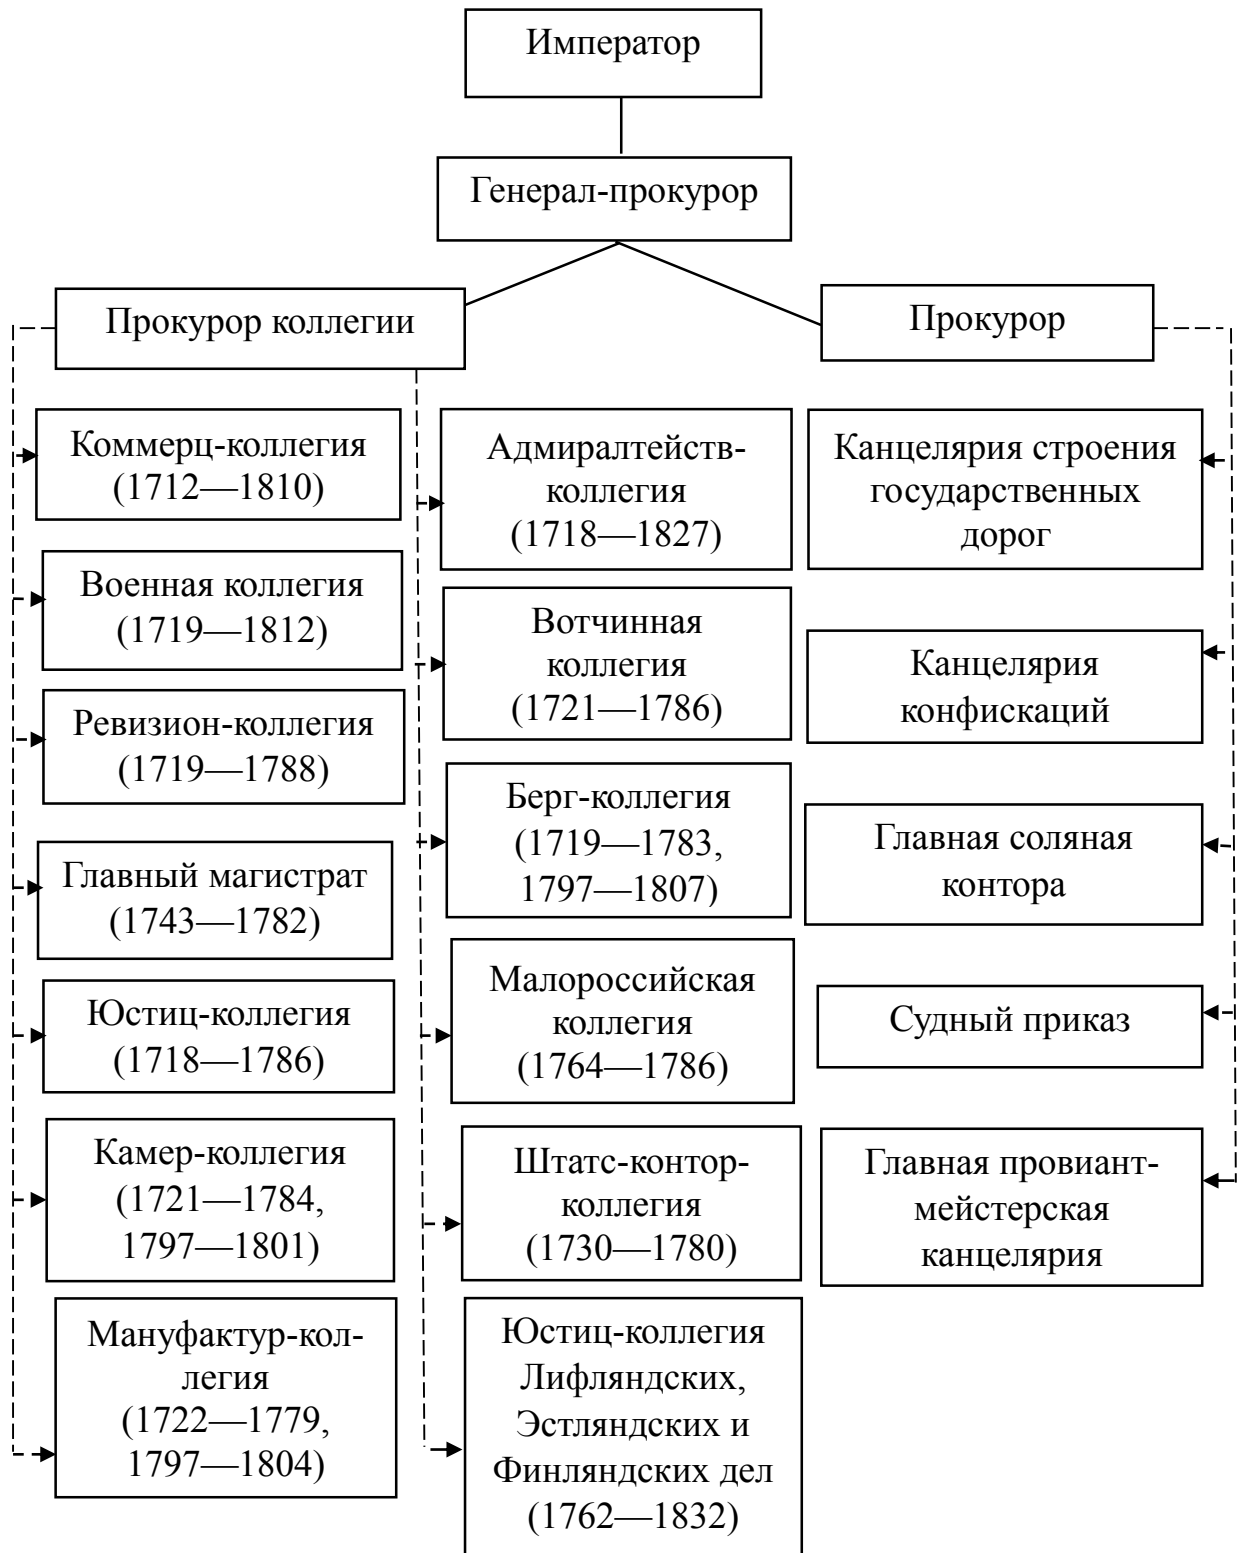 Император
Генерал-прокурор
Прокурор коллегии
Прокурор
Коммерц-коллегия
(1712—1810)
Военная коллегия
(1719—1812)
Ревизион-коллегия
(1719—1788)
Главный магистрат
(1743—1782)
Юстиц-коллегия
(1718—1786)
Камер-коллегия
(1721—1784,
1797—1801)
Мануфактур-кол-
легия
(1722—1779,
1797—1804)
Адмиралтейств-
коллегия
(1718—1827)
Вотчинная
коллегия
(1721—1786)
Берг-коллегия
(1719—1783,
1797—1807)
Малороссийская
коллегия
(1764—1786)
Штатс-контор-
коллегия
(1730—1780)
Юстиц-коллегия
Лифляндских,
Эстляндских и
Финляндских дел
(1762—1832)
Канцелярия строения
государственных
дорог
Канцелярия
конфискаций
Главная соляная
контора
Судный приказ
Главная провиант-
мейстерская
канцелярия